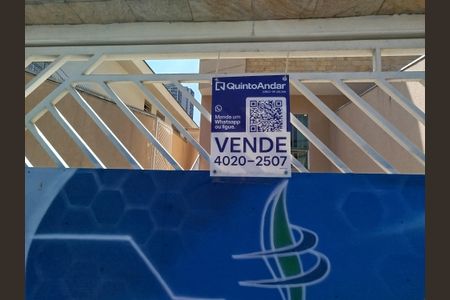 QuintoAndar
Mande um
Whatsapp
ou ligue.
VENDE
4020-2507